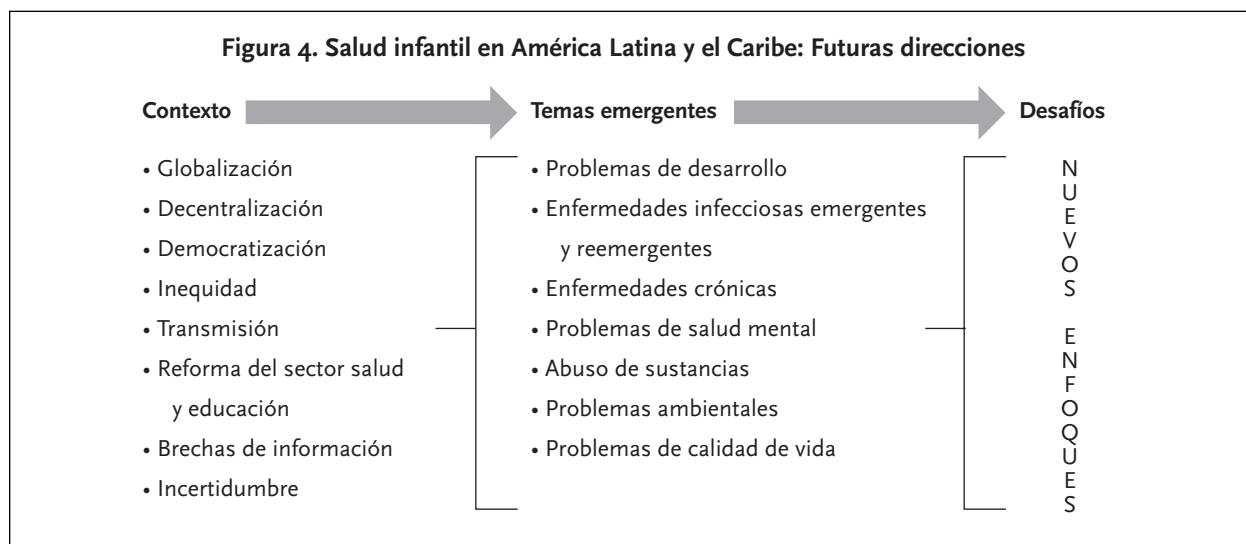 Figura 4. Salud infantil en América Latina y el Caribe: Futuras direcciones
Contexto
• Globalización
• Decentralización
• Democratización
• Inequidad
• Transmisión
• Reforma del sector salud
y educación
• Brechas de información
• Incertidumbre
Temas emergentes
• Problemas de desarrollo
• Enfermedades infecciosas emergentes
y reemergentes
• Enfermedades crónicas
• Problemas de salud mental
• Abuso de sustancias
• Problemas ambientales
• Problemas de calidad de vida
Desafíos
NUEVOS ENFOQUES